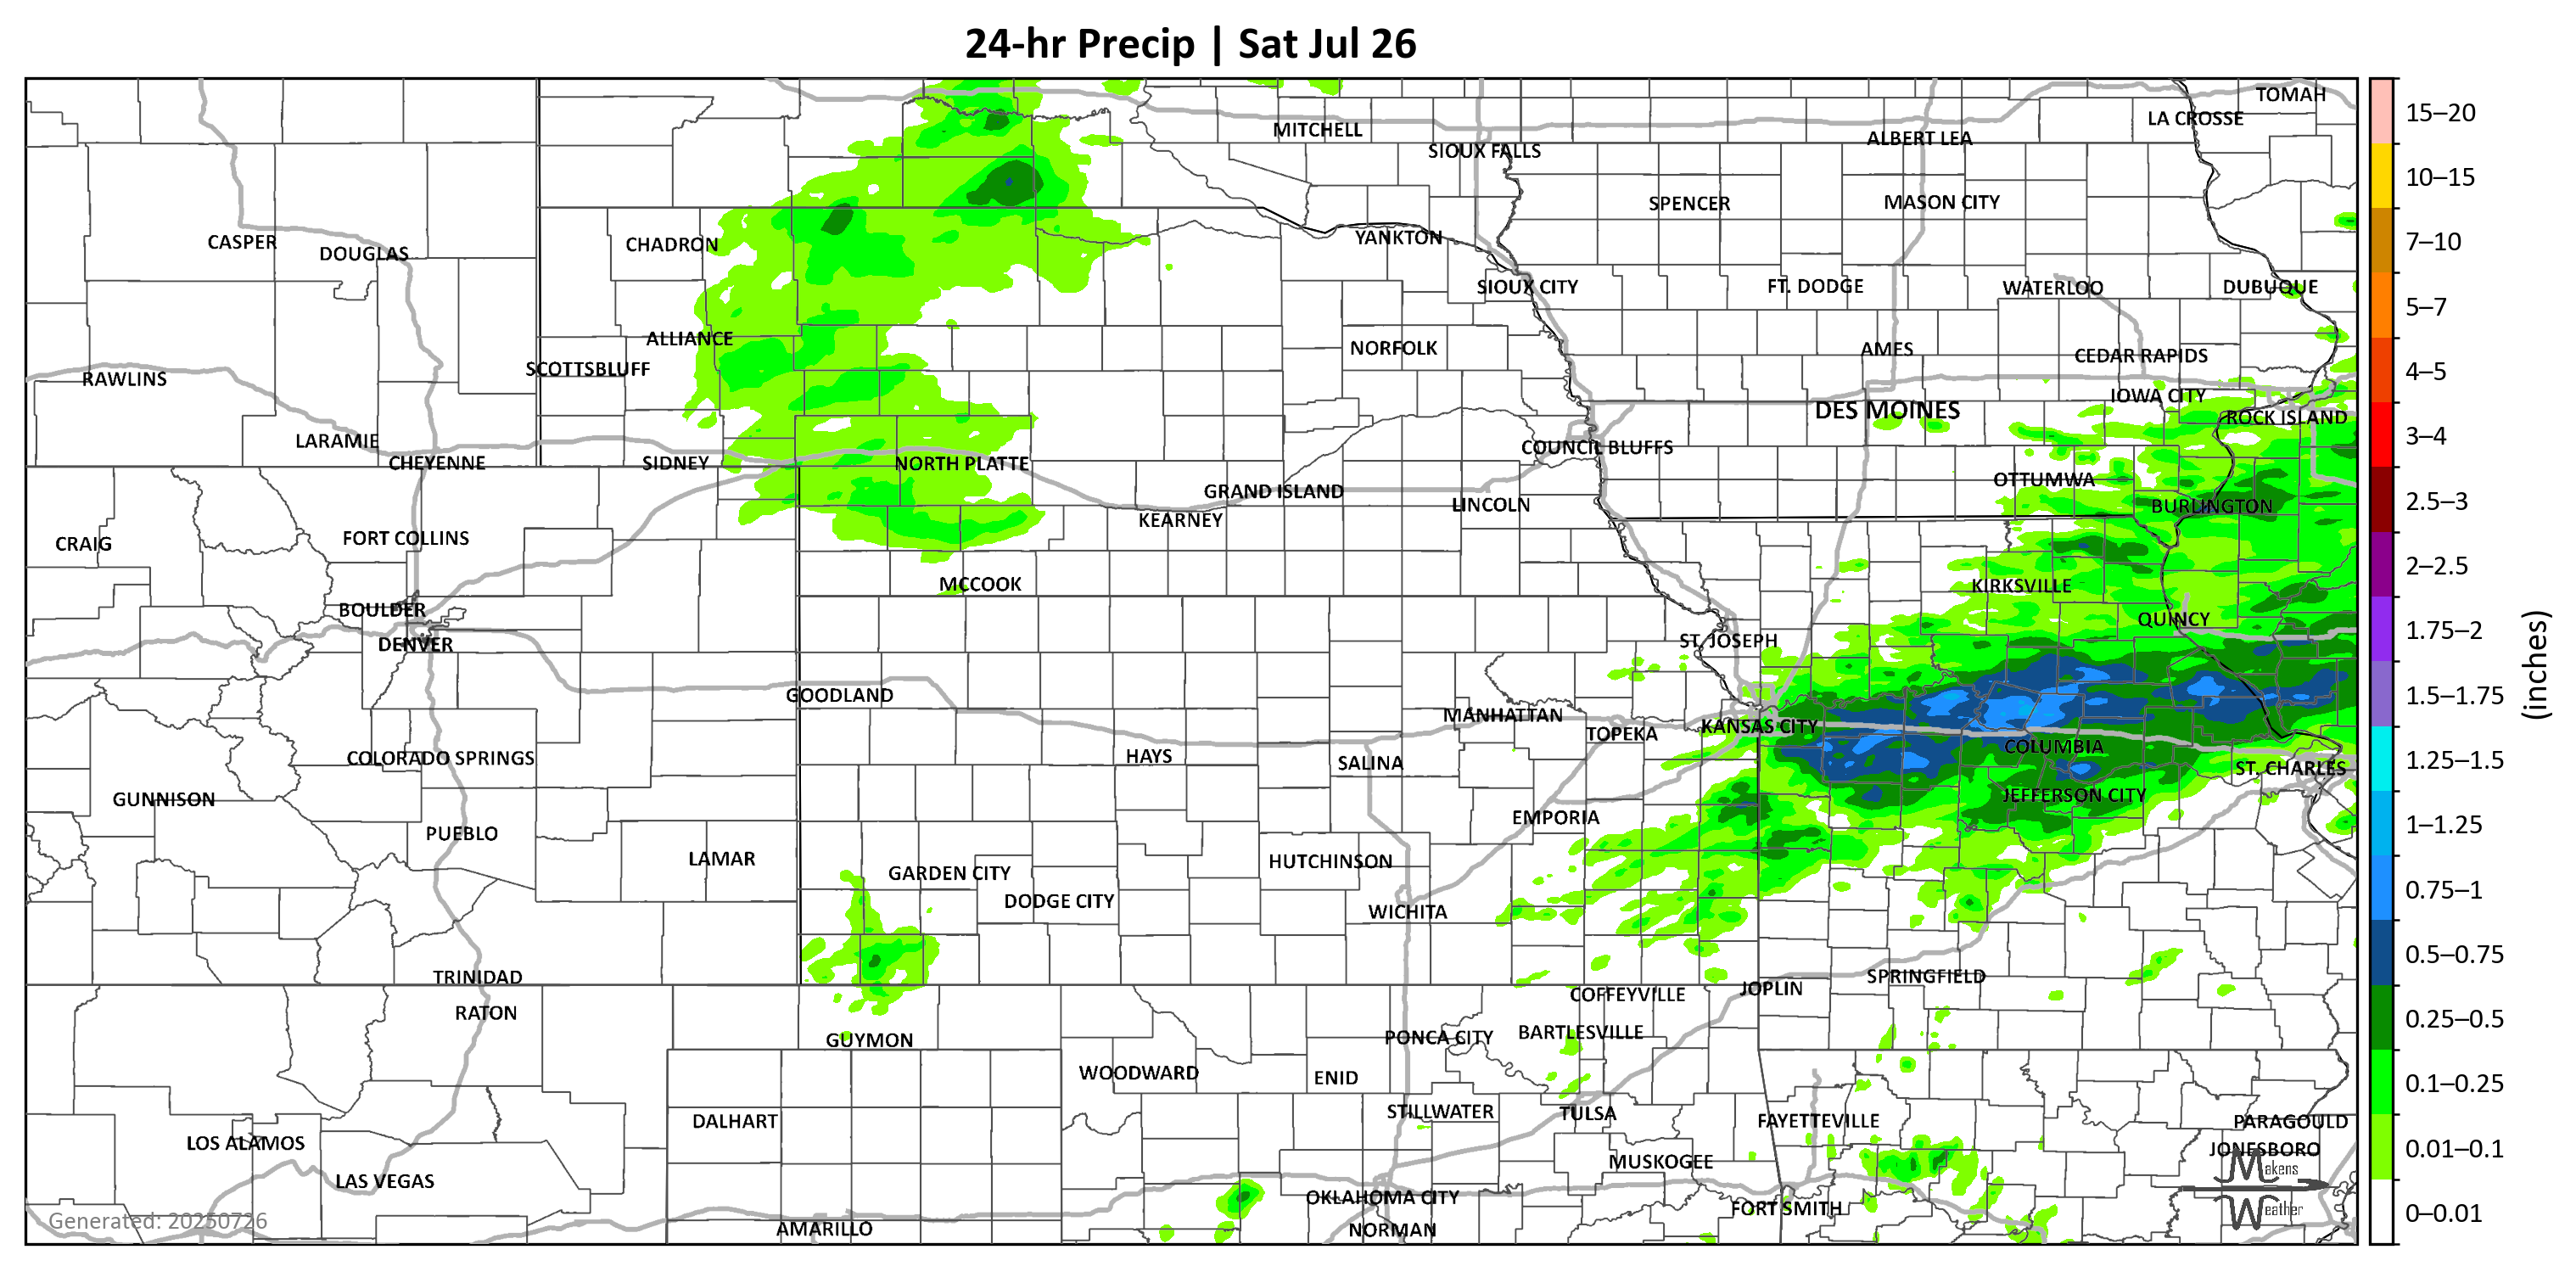 24-hr Precip | Sat Jul 26
TOMAH
LA CROSSE
MITCHELL
ALBERT LEA
SIOUX FALLS
SPENCER
MASON CITY
CASPER
DOUGLAS
CHADRON
YANKTON
SIOUX CITY
FT. DODGE
WATERLOO
DUBUQUE
ALLIANCE
NORFOLK
AMES
CEDAR RAPIDS
SCOTTSBLUFF
RAWLINS
IOWA CITY
DES MOINES
ROCK ISLAND
LARAMIE
COUNCIL BLUFFS
CHEYENNE
SIDNEY
NORTH PLATTE
OTTUMWA
GRAND ISLAND
LINCOLN
BURLINGTON
KEARNEY
CRAIG
FORT COLLINS
MCCOOK
KIRKSVILLE
BOULDER
QUINCY
DENVER
ST. JOSEPH
GOODLAND
MANHATTAN
TOPEKA
KANSAS CITY
COLUMBIA
COLORADO SPRINGS
HAYS
SALINA
ST. CHARLES
GUNNISON
JEFFERSON CITY
EMPORIA
PUEBLO
LAMAR
HUTCHINSON
GARDEN CITY
DODGE CITY
WICHITA
TRINIDAD
SPRINGFIELD
JOPLIN
COFFEYVILLE
RATON
GUYMON
PONCA CITY
BARTLESVILLE
WOODWARD
ENID
STILLWATER
TULSA
DALHART
FAYETTEVILLE
PARAGOULD
LOS ALAMOS
JONESBORO
MUSKOGEE
LAS VEGAS
OKLAHOMA CITY
FORT SMITH
AMARILLO
NORMAN
Generated: 20250726
Makens
Weather
15–20
10–15
7–10
5–7
4–5
3–4
2.5–3
2–2.5
1.75–2
1.5–1.75
1.25–1.5
1–1.25
0.75–1
0.5–0.75
0.25–0.5
0.1–0.25
0.01–0.1
0–0.01
(inches)